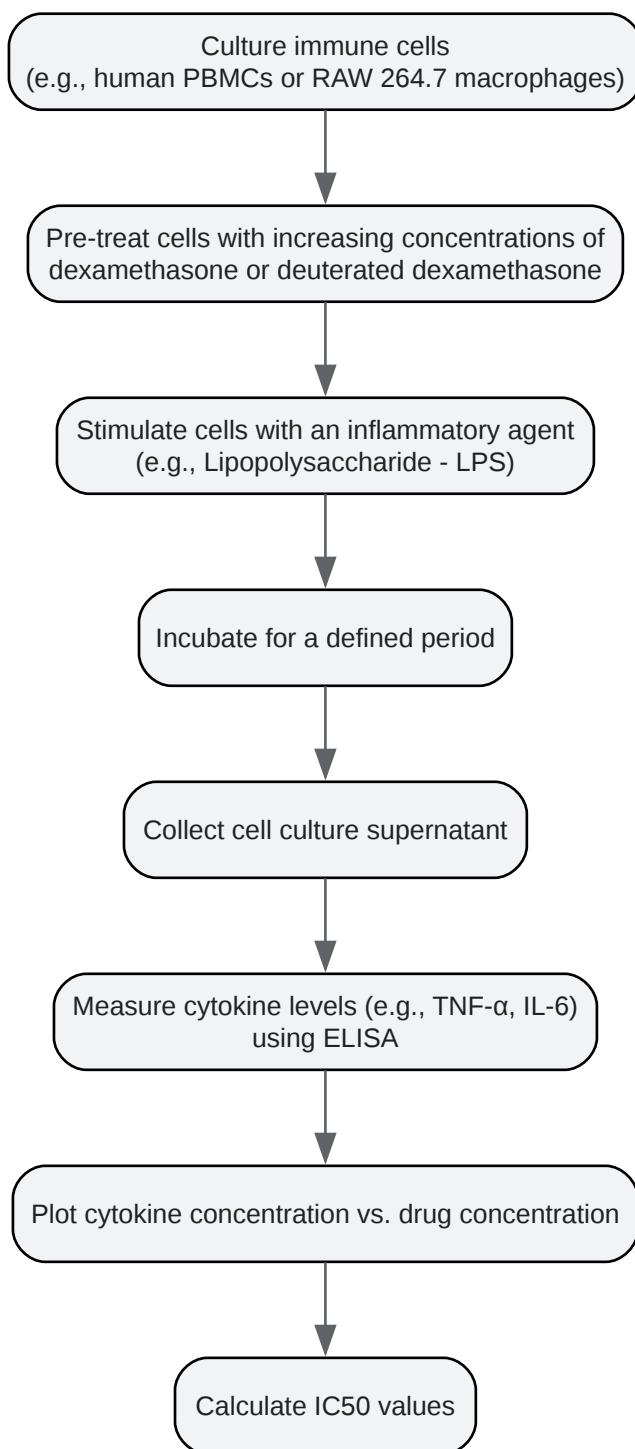 Culture immune cells
(e.g., human PBMCs or RAW 264.7 macrophages)
Pre-treat cells with increasing concentrations of
dexamethasone or deuterated dexamethasone
Stimulate cells with an inflammatory agent
(e.g., Lipopolysaccharide - LPS)
Incubate for a defined period
Collect cell culture supernatant
Measure cytokine levels (e.g., TNF-α, IL-6)
using ELISA
Plot cytokine concentration vs. drug concentration
Calculate IC50 values